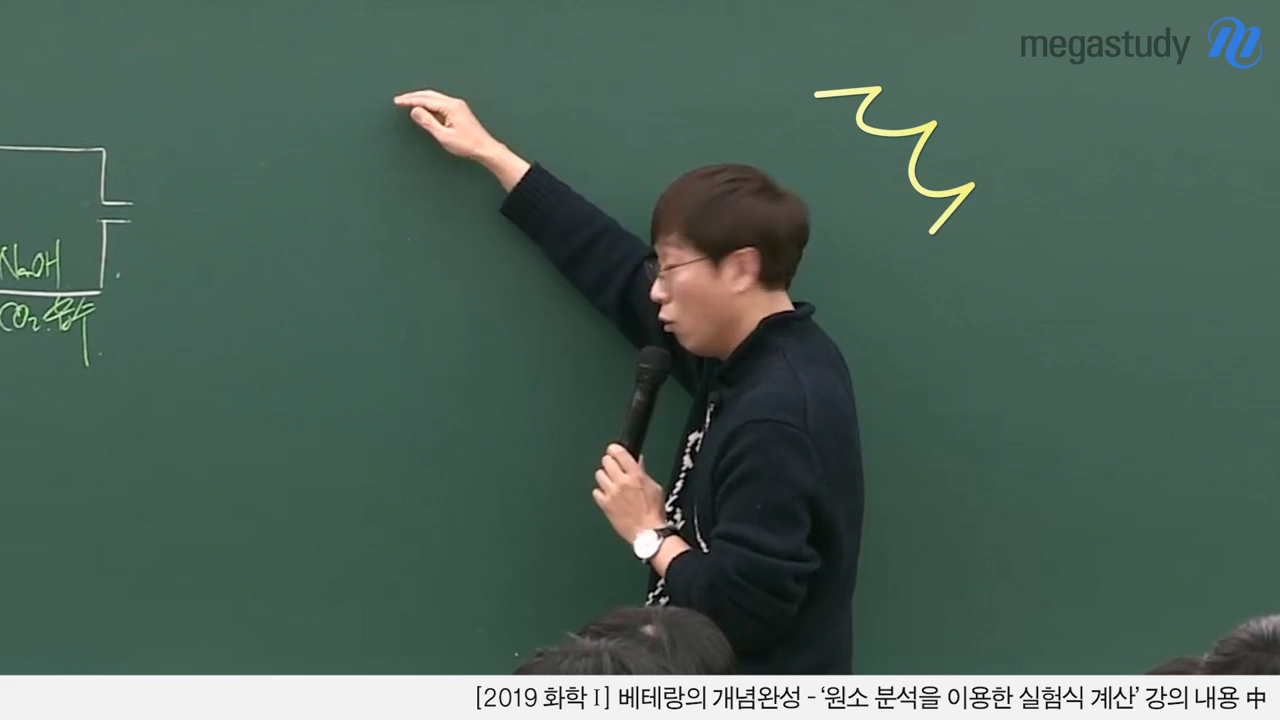 megastudy
NaOH
CO₂ 흡수
[2019 화학Ⅰ] 베테랑의 개념완성 - ‘원소 분석을 이용한 실험식 계산’ 강의 내용 中